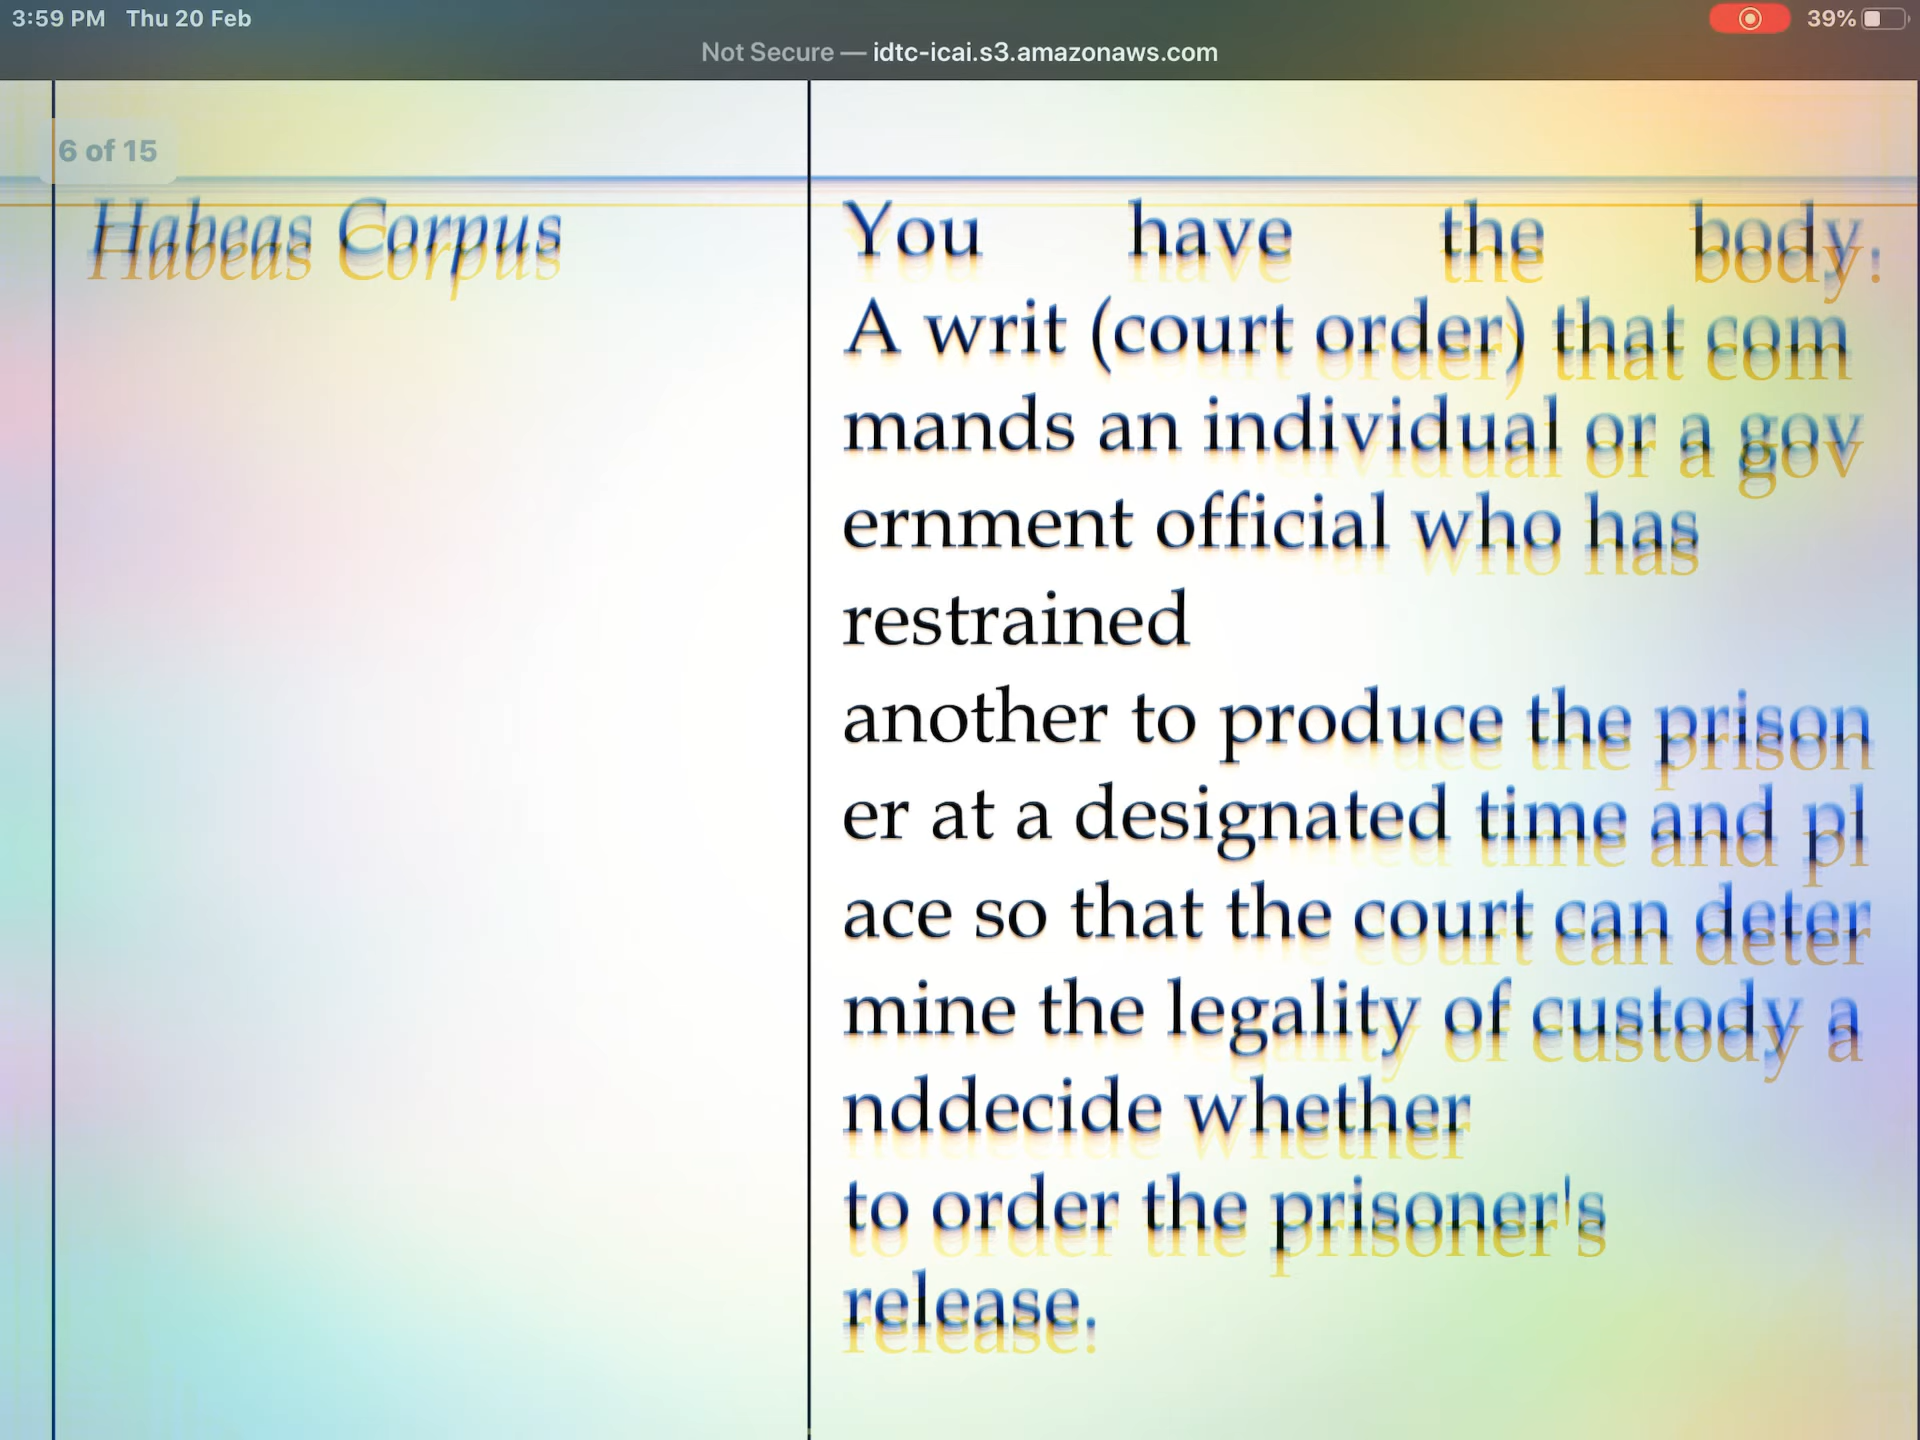 3:59 PM Thu 20 Feb
39%
Not Secure — idtc-icai.s3.amazonaws.com
6 of 15
Habeas Corpus
You have the body.
A writ (court order) that com
mands an individual or a gov
ernment official who has
restrained
another to produce the prison
er at a designated time and pl
ace so that the court can deter
mine the legality of custody a
nddecide whether
to order the prisoner's
release.